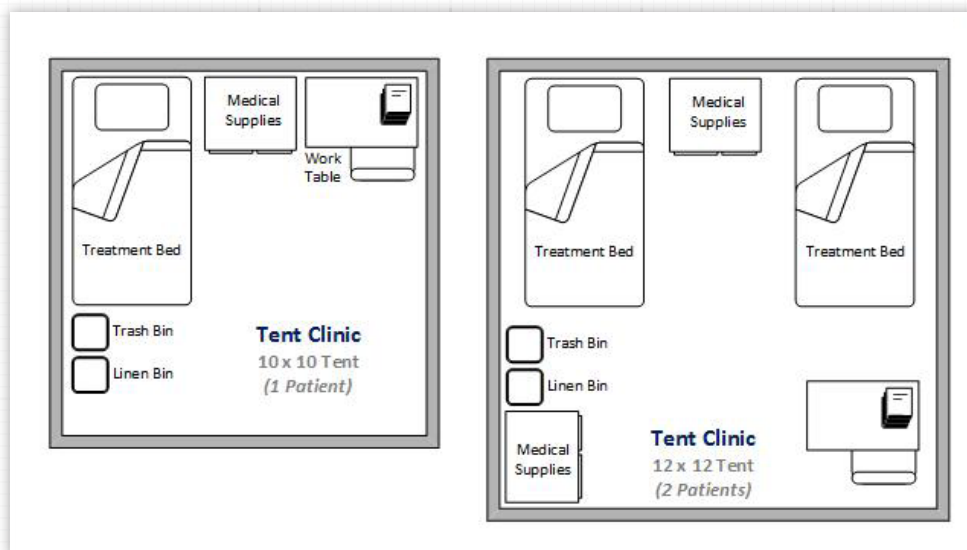 Medical
Supplies
Work
Table
Treatment Bed
Trash Bin
Linen Bin
Tent Clinic
10 x 10 Tent
(1 Patient)
Medical
Supplies
Treatment Bed
Treatment Bed
Trash Bin
Linen Bin
Medical
Supplies
Tent Clinic
12 x 12 Tent
(2 Patients)